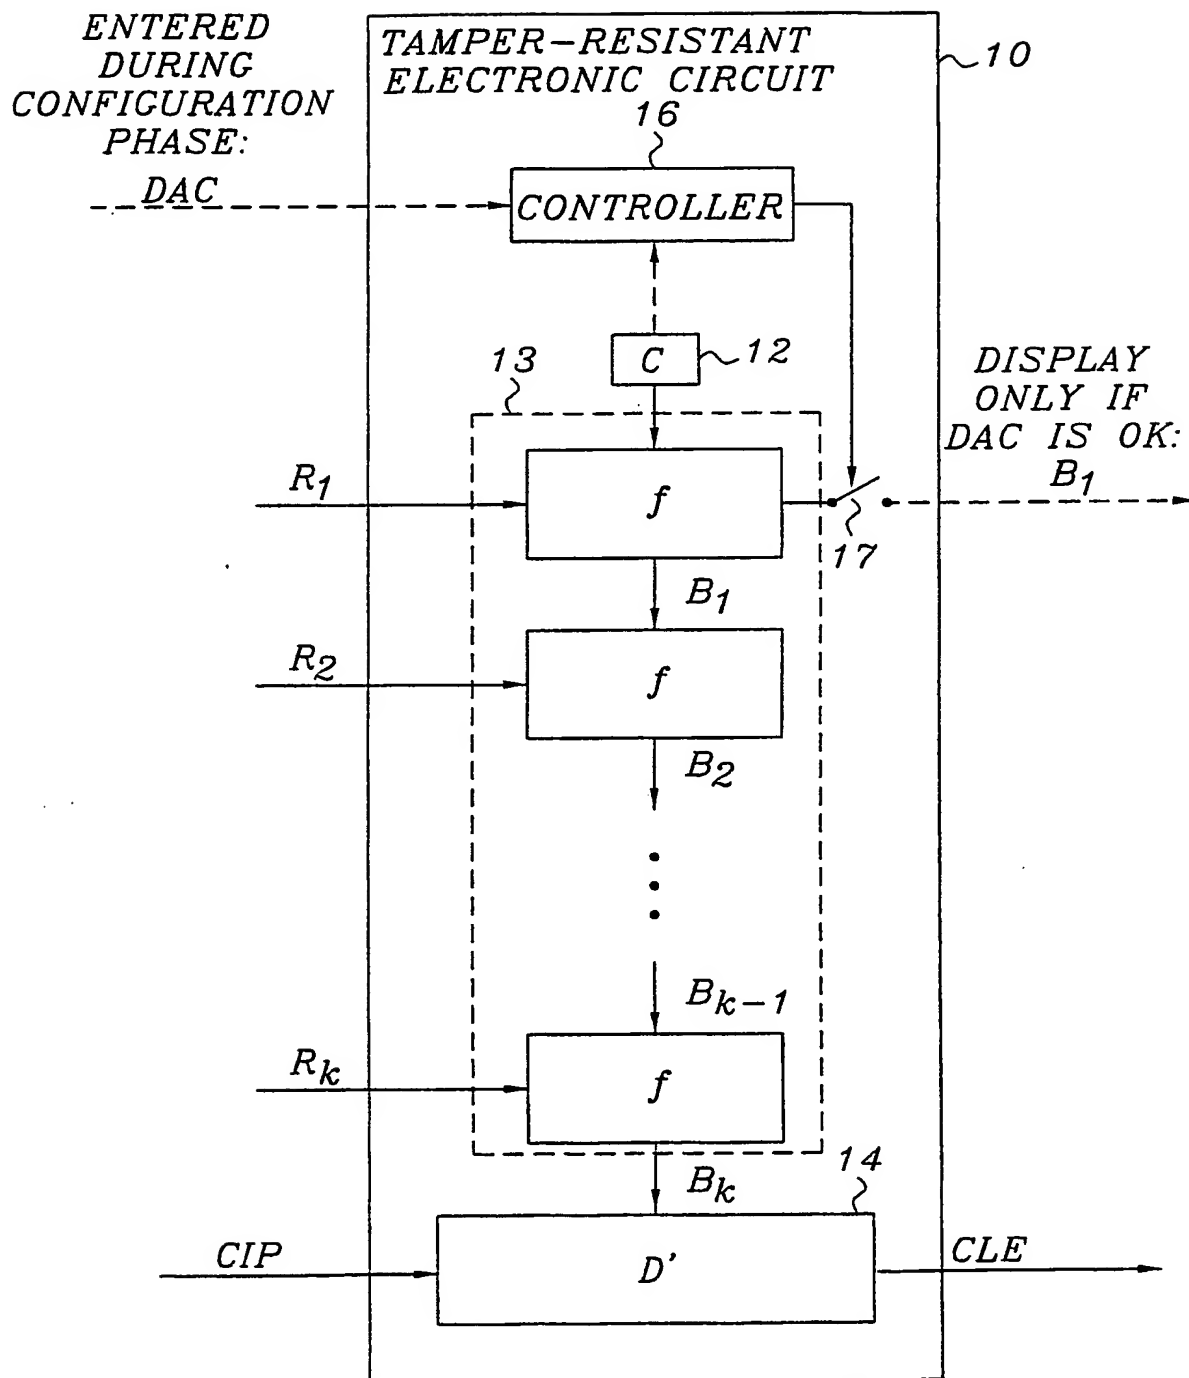 ENTERED
DURING
CONFIGURATION
PHASE:
DAC
TAMPER-RESISTANT
ELECTRONIC CIRCUIT
10
16
CONTROLLER
C
12
13
DISPLAY
ONLY IF
DAC IS OK:
B1
R1
f
17
B1
R2
f
B2
Bk-1
Rk
f
Bk
14
CIP
D'
CLE